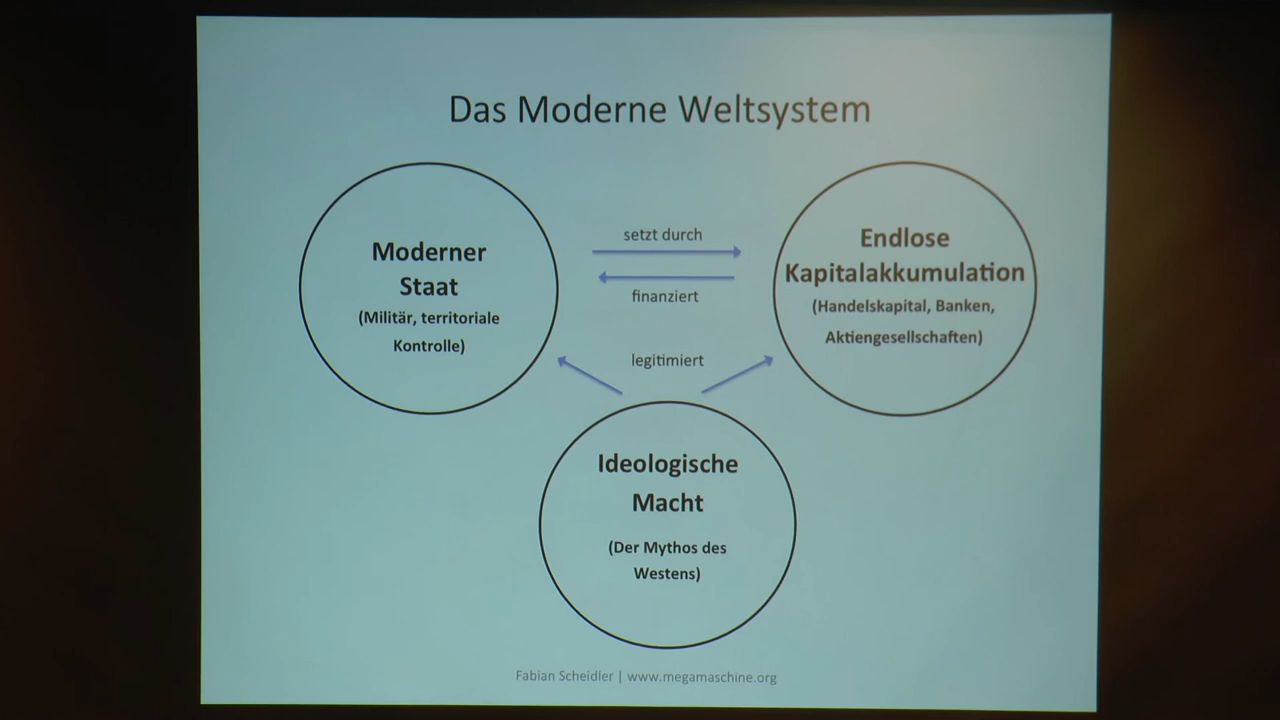 Das Moderne Weltsystem
Moderner
Staat
(Militär, territoriale
Kontrolle)
setzt durch
finanziert
legitimiert
Endlose
Kapitalakkumulation
(Handelskapital, Banken,
Aktiengesellschaften)
Ideologische
Macht
(Der Mythos des
Westens)
Fabian Scheidler | www.megamaschine.org